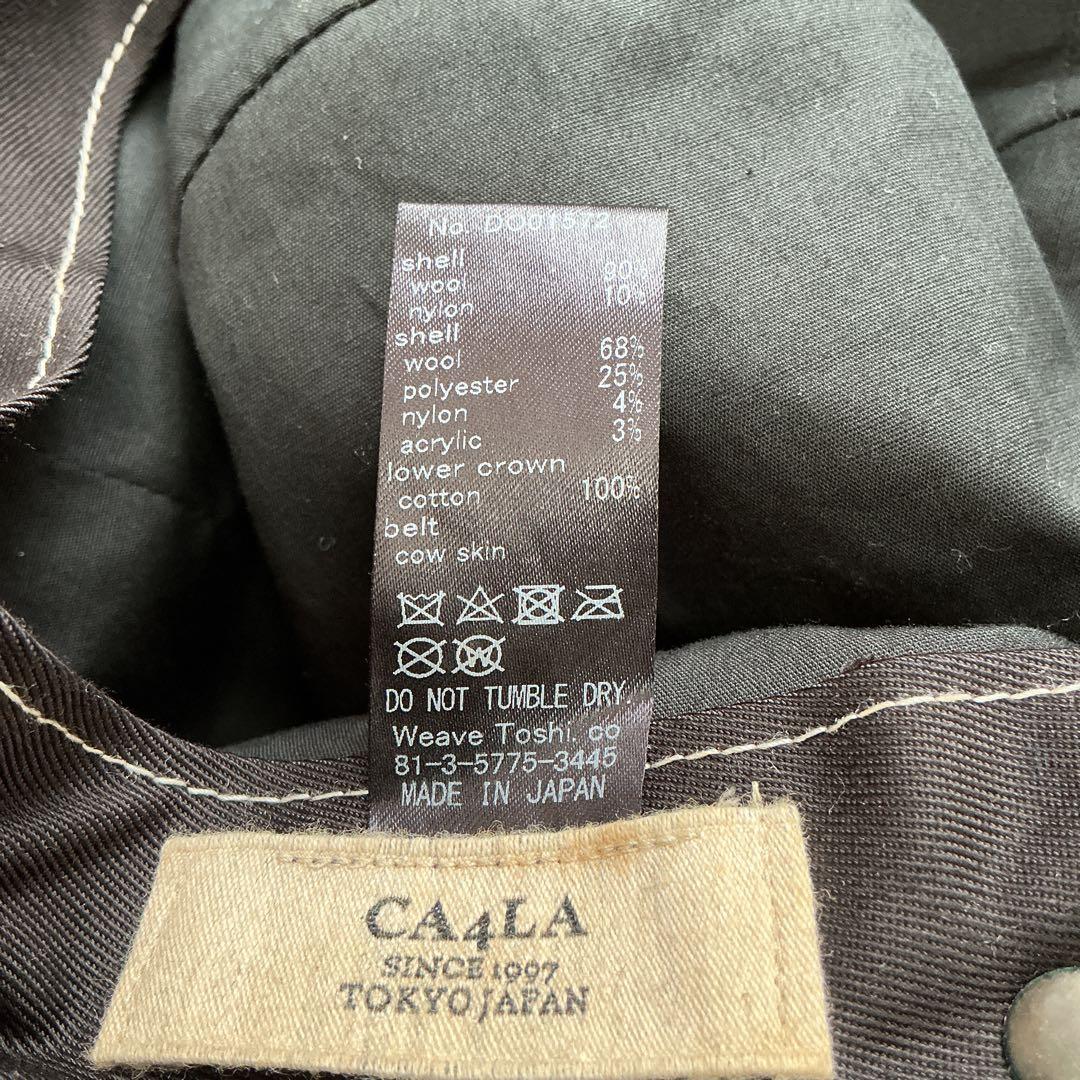 No. DO01572
shell
wool 80%
nylon 10%
shell
wool 68%
polyester 25%
nylon 4%
acrylic 3%
lower crown
cotton 100%
belt
cow skin
W
DO NOT TUMBLE DRY.
Weave Toshi. co
81-3-5775-3445
MADE IN JAPAN
CA4LA
SINCE 1997
TOKYO JAPAN